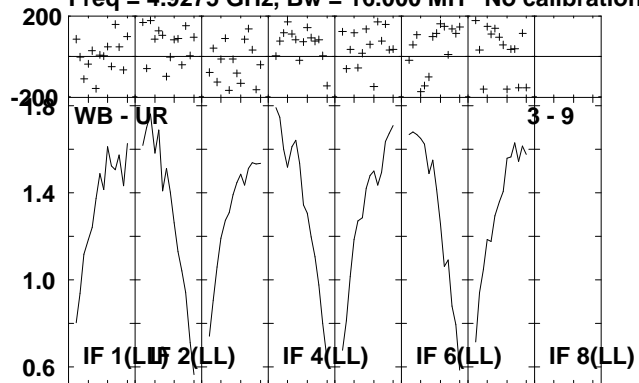 Freq = 4.9275 GHz, Bw = 16.000 MH No calibration
200
-200
1.8
WB - UR 3 - 9
1.4
1.0
0.6
IF 1(LL) IF 2(LL) IF 4(LL) IF 6(LL) IF 8(LL)